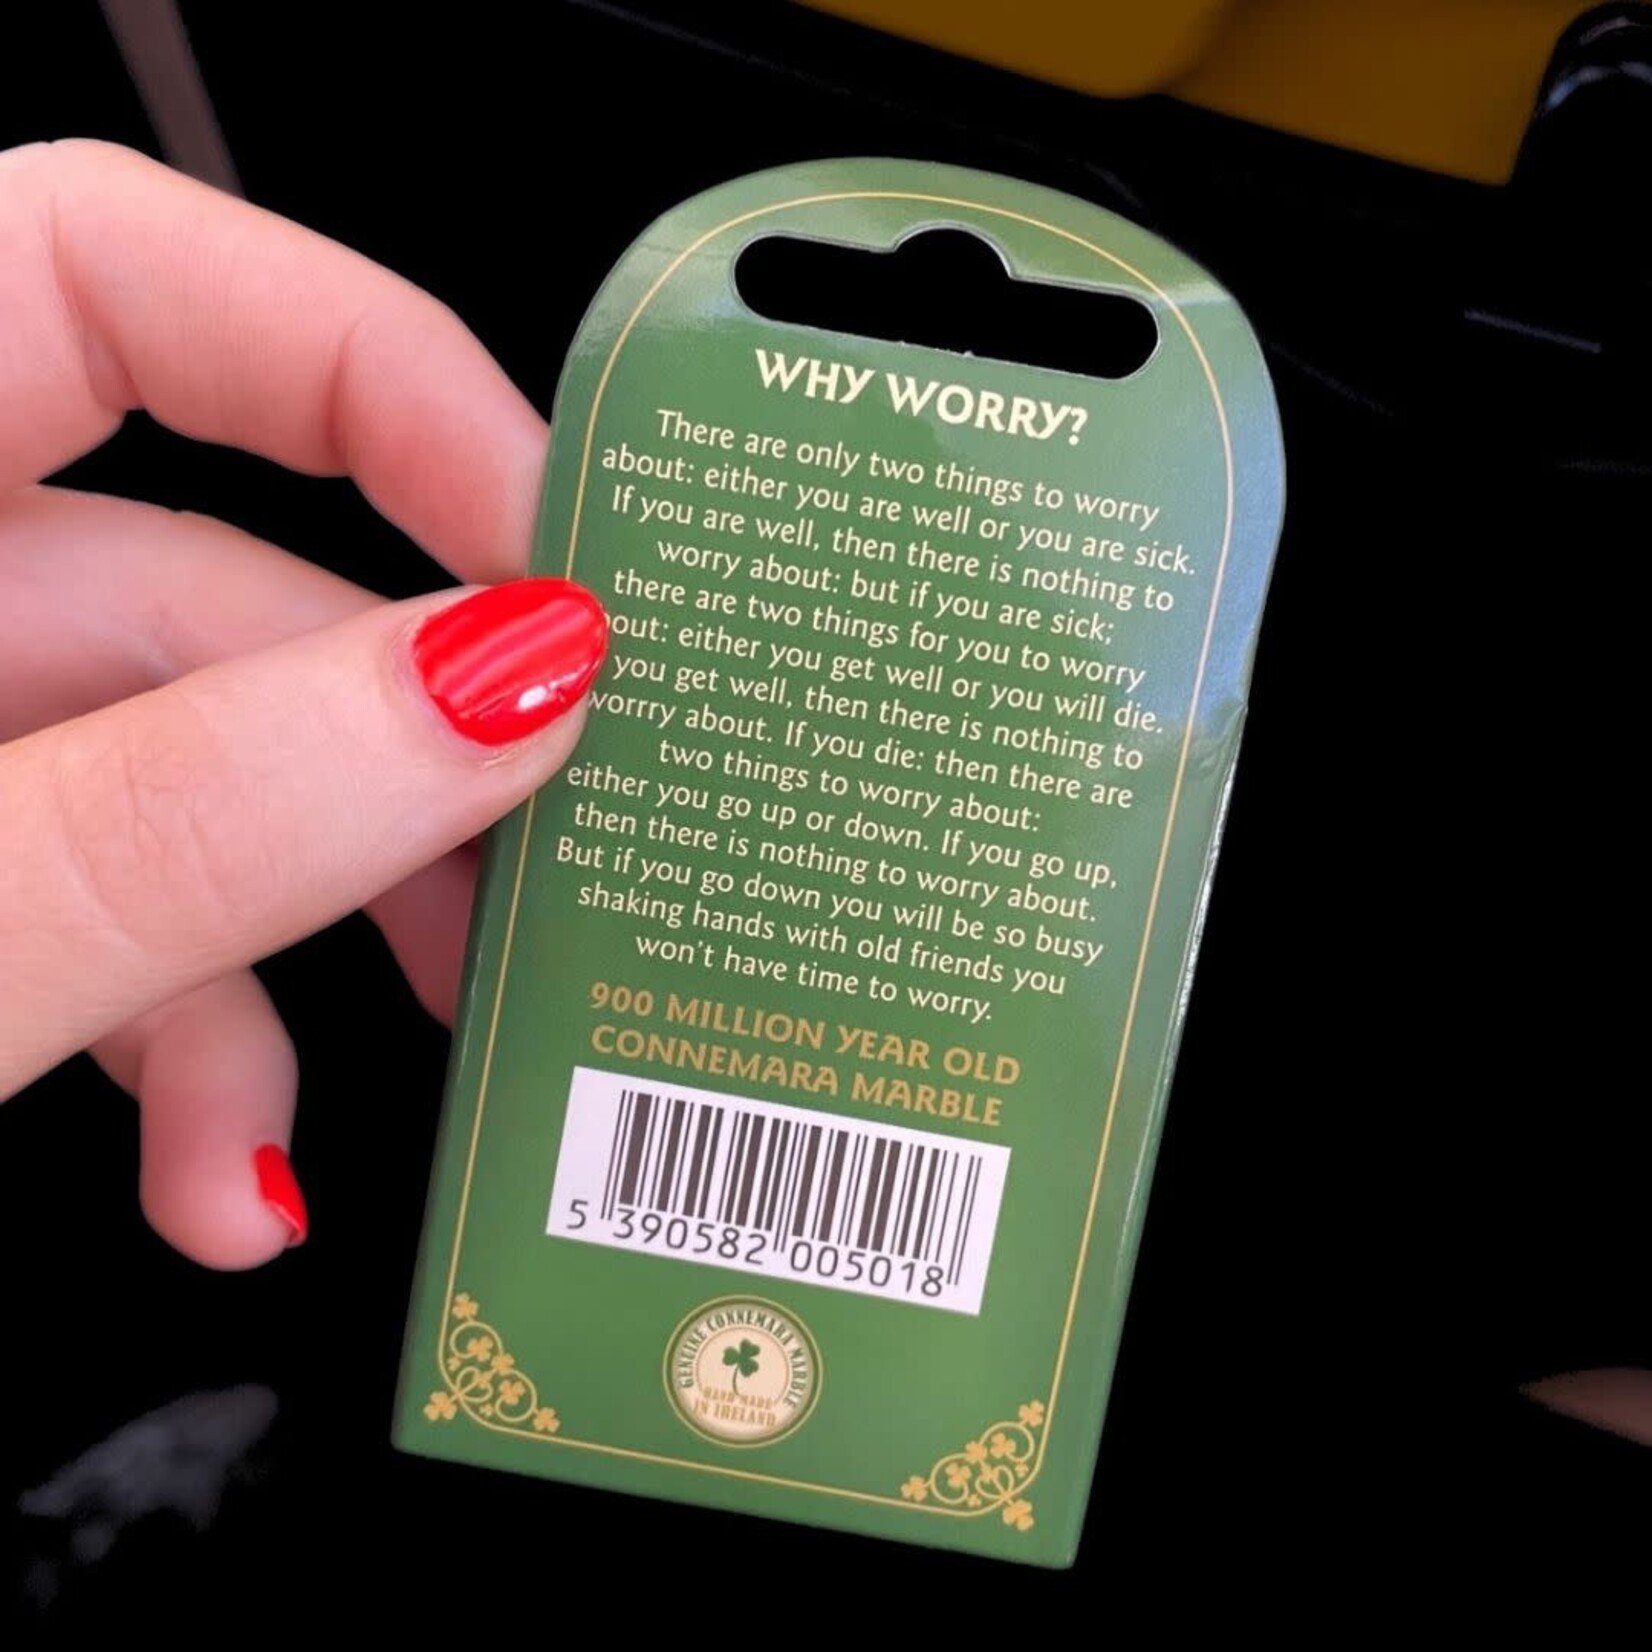 WHY WORRY?
There are only two things to worry
about: either you are well or you are sick.
If you are well, then there is nothing to
worry about: but if you are sick;
there are two things for you to worry
out: either you get well or you will die.
you get well, then there is nothing to
worry about. If you die: then there are
two things to worry about:
either you go up or down. If you go up,
then there is nothing to worry about.
But if you go down you will be so busy
shaking hands with old friends you
won't have time to worry.
900 MILLION YEAR OLD
CONNEMARA MARBLE
5 390582 005018
GENUINE CONNEMARA MARBLE
HAND MADE
IN IRELAND